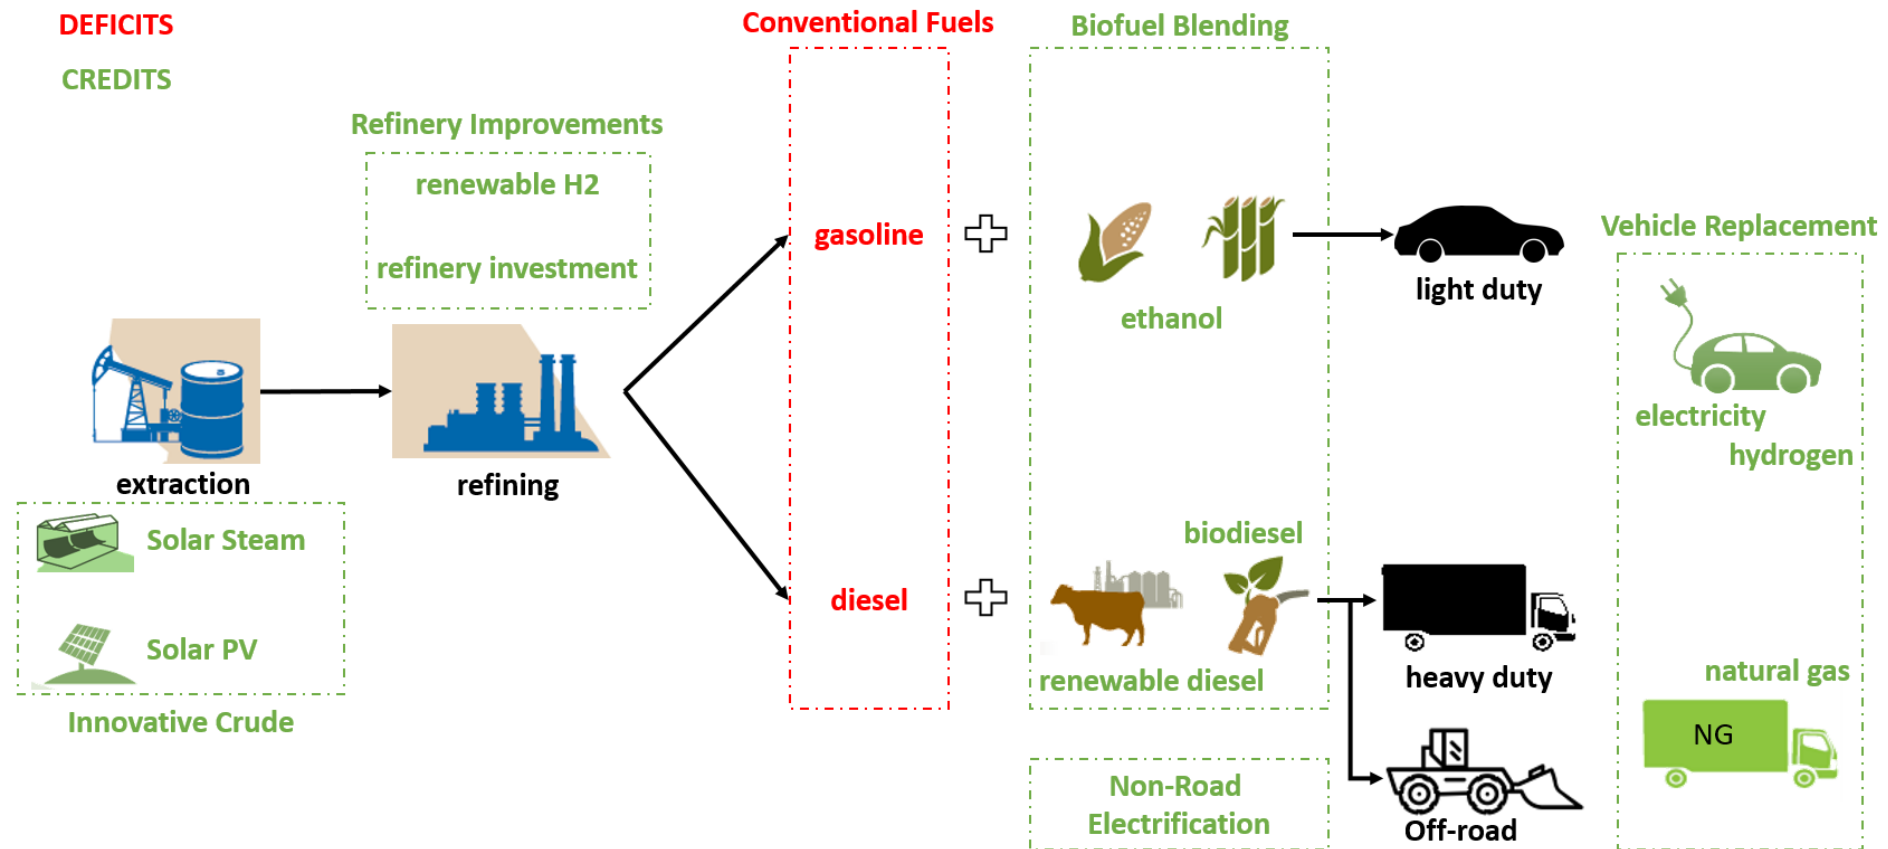 DEFICITS
CREDITS
Conventional Fuels
Biofuel Blending
Refinery Improvements
renewable H2
refinery investment
gasoline
ethanol
light duty
Vehicle Replacement
electricity
hydrogen
extraction
refining
Solar Steam
Solar PV
Innovative Crude
diesel
biodiesel
renewable diesel
heavy duty
natural gas
NG
Non-Road
Electrification
Off-road